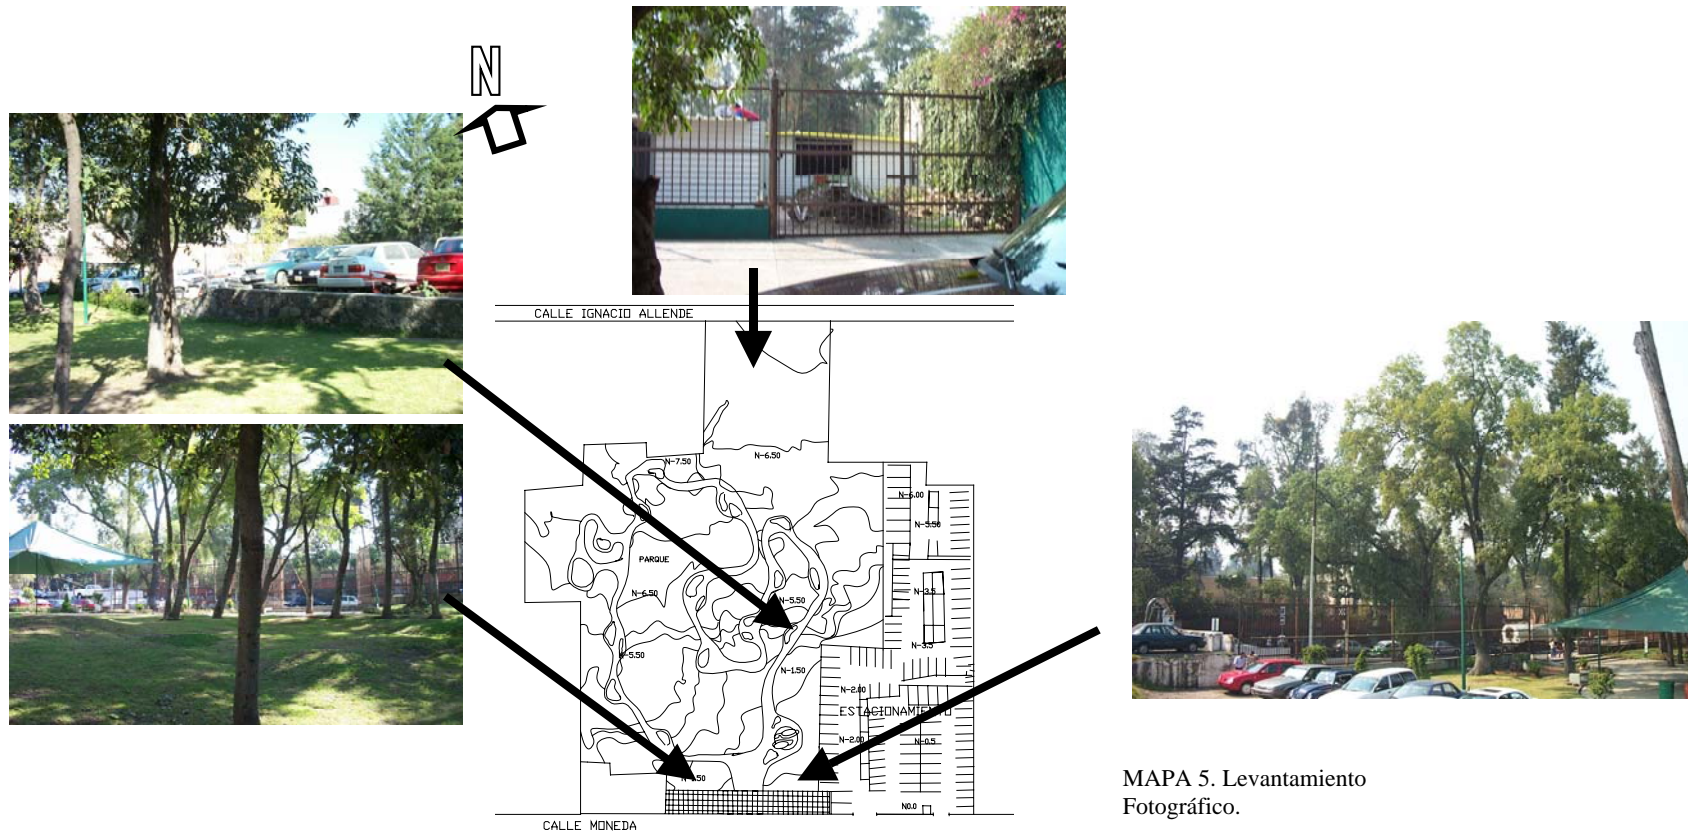 N
CALLE IGNACIO ALLENDE
N-7.50
N-6.50
N-6.00
N-5.50
PARQUE
N-6.50
N-5.50
N-3.5
N-5.50
N-3.5
N-1.50
N-2.00
ESTACIONAMIENTO
N-2.00
N-0.5
N0.0
CALLE MONEDA
MAPA 5. Levantamiento
Fotográfico.